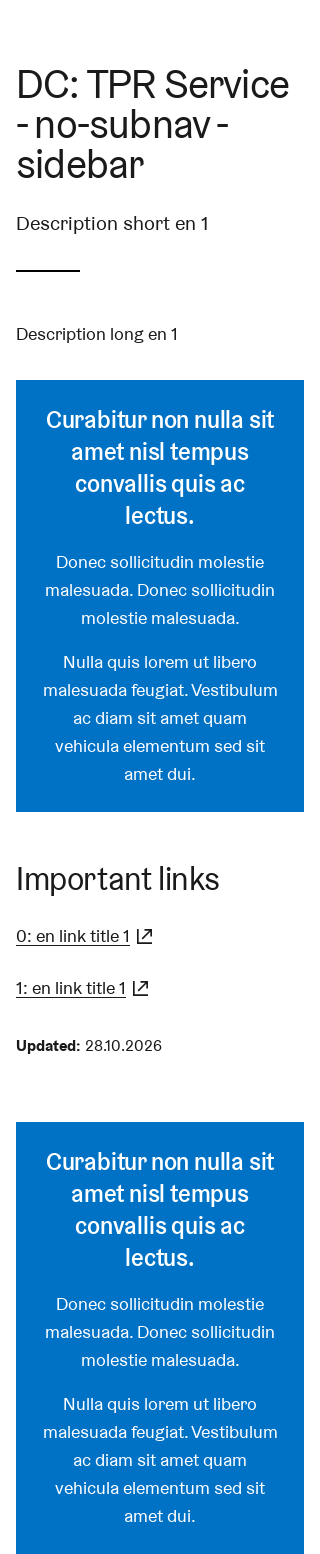 DC: TPR Service
- no-subnav -
sidebar
Description short en 1
Description long en 1
Curabitur non nulla sit
amet nisl tempus
convallis quis ac
lectus.
Donec sollicitudin molestie
malesuada. Donec sollicitudin
molestie malesuada.
Nulla quis lorem ut libero
malesuada feugiat. Vestibulum
ac diam sit amet quam
vehicula elementum sed sit
amet dui.
Important links
0: en link title 1
1: en link title 1
Updated: 28.10.2026
Curabitur non nulla sit
amet nisl tempus
convallis quis ac
lectus.
Donec sollicitudin molestie
malesuada. Donec sollicitudin
molestie malesuada.
Nulla quis lorem ut libero
malesuada feugiat. Vestibulum
ac diam sit amet quam
vehicula elementum sed sit
amet dui.